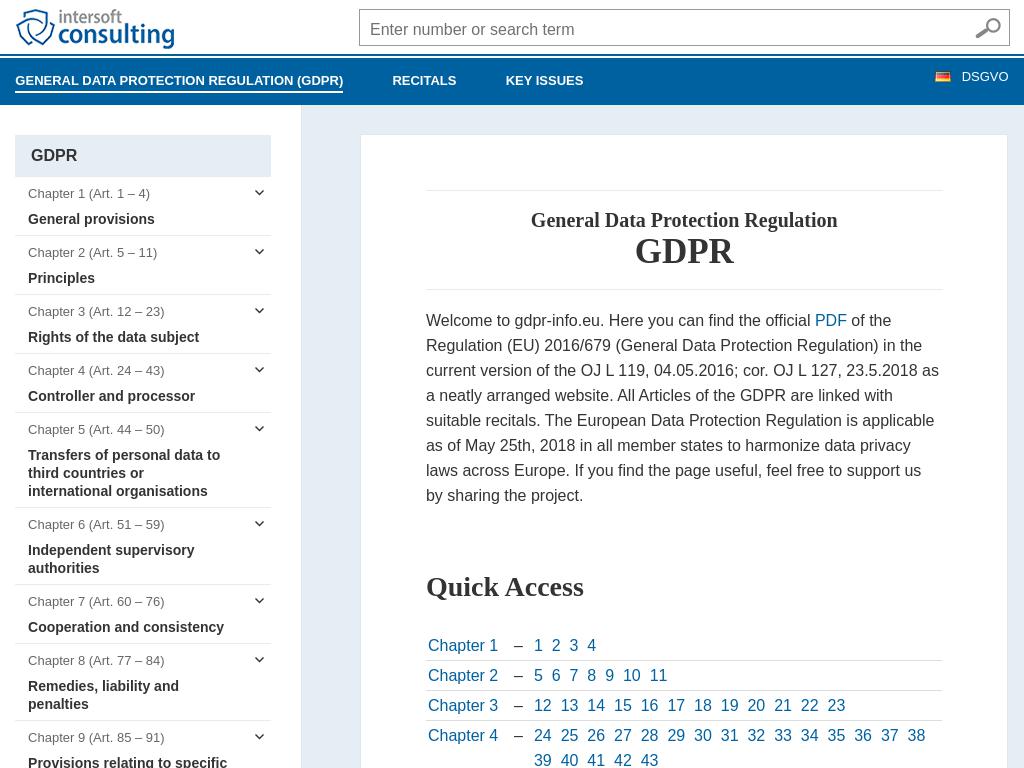 intersoft
consulting
Enter number or search term
GENERAL DATA PROTECTION REGULATION (GDPR) RECITALS KEY ISSUES DSGVO
GDPR
Chapter 1 (Art. 1 – 4)
General provisions
Chapter 2 (Art. 5 – 11)
Principles
Chapter 3 (Art. 12 – 23)
Rights of the data subject
Chapter 4 (Art. 24 – 43)
Controller and processor
Chapter 5 (Art. 44 – 50)
Transfers of personal data to
third countries or
international organisations
Chapter 6 (Art. 51 – 59)
Independent supervisory
authorities
Chapter 7 (Art. 60 – 76)
Cooperation and consistency
Chapter 8 (Art. 77 – 84)
Remedies, liability and
penalties
Chapter 9 (Art. 85 – 91)
Provisions relating to specific
General Data Protection Regulation
GDPR
Welcome to gdpr-info.eu. Here you can find the official PDF of the
Regulation (EU) 2016/679 (General Data Protection Regulation) in the
current version of the OJ L 119, 04.05.2016; cor. OJ L 127, 23.5.2018 as
a neatly arranged website. All Articles of the GDPR are linked with
suitable recitals. The European Data Protection Regulation is applicable
as of May 25th, 2018 in all member states to harmonize data privacy
laws across Europe. If you find the page useful, feel free to support us
by sharing the project.
Quick Access
Chapter 1 – 1 2 3 4
Chapter 2 – 5 6 7 8 9 10 11
Chapter 3 – 12 13 14 15 16 17 18 19 20 21 22 23
Chapter 4 – 24 25 26 27 28 29 30 31 32 33 34 35 36 37 38
39 40 41 42 43